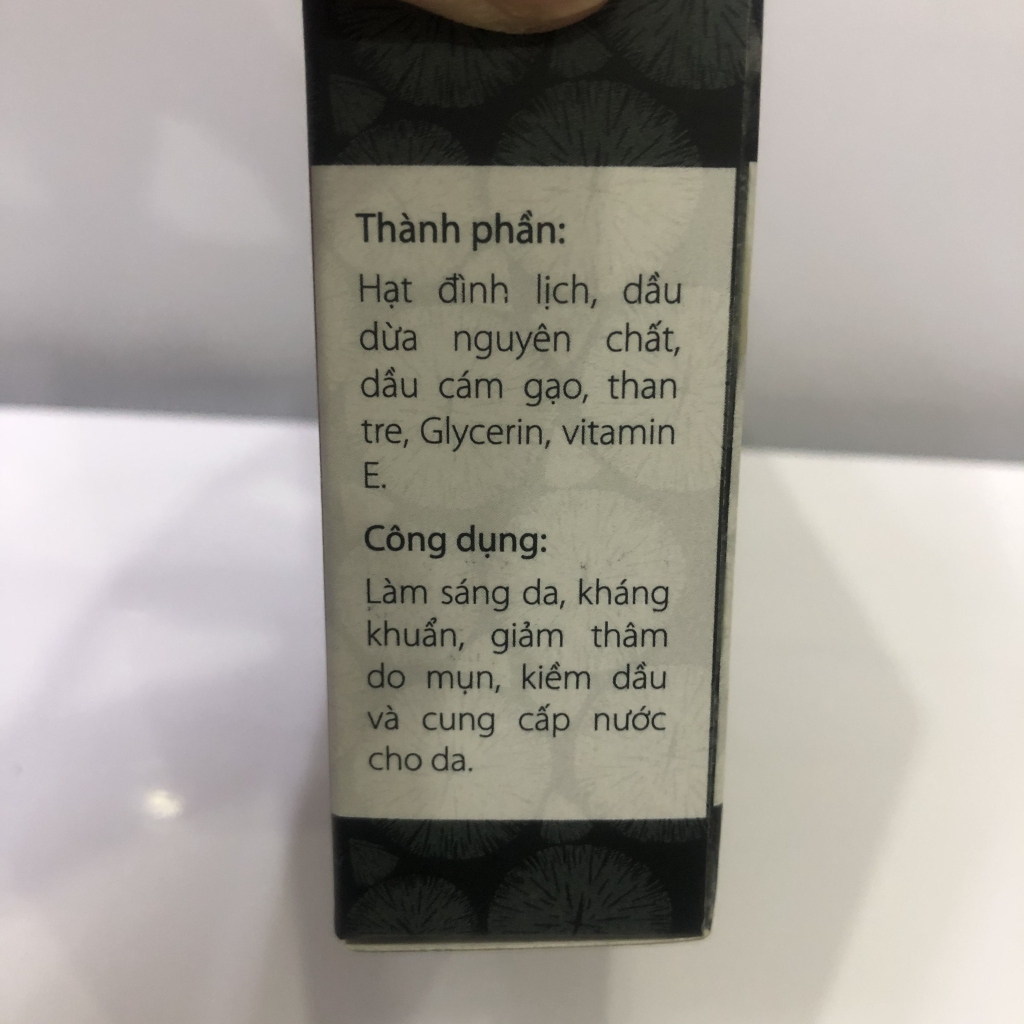 Thành phần:
Hạt đình lịch, dầu
dừa nguyên chất,
dầu cám gạo, than
tre, Glycerin, vitamin
E.
Công dụng:
Làm sáng da, kháng
khuẩn, giảm thâm
do mụn, kiềm dầu
và cung cấp nước
cho da.